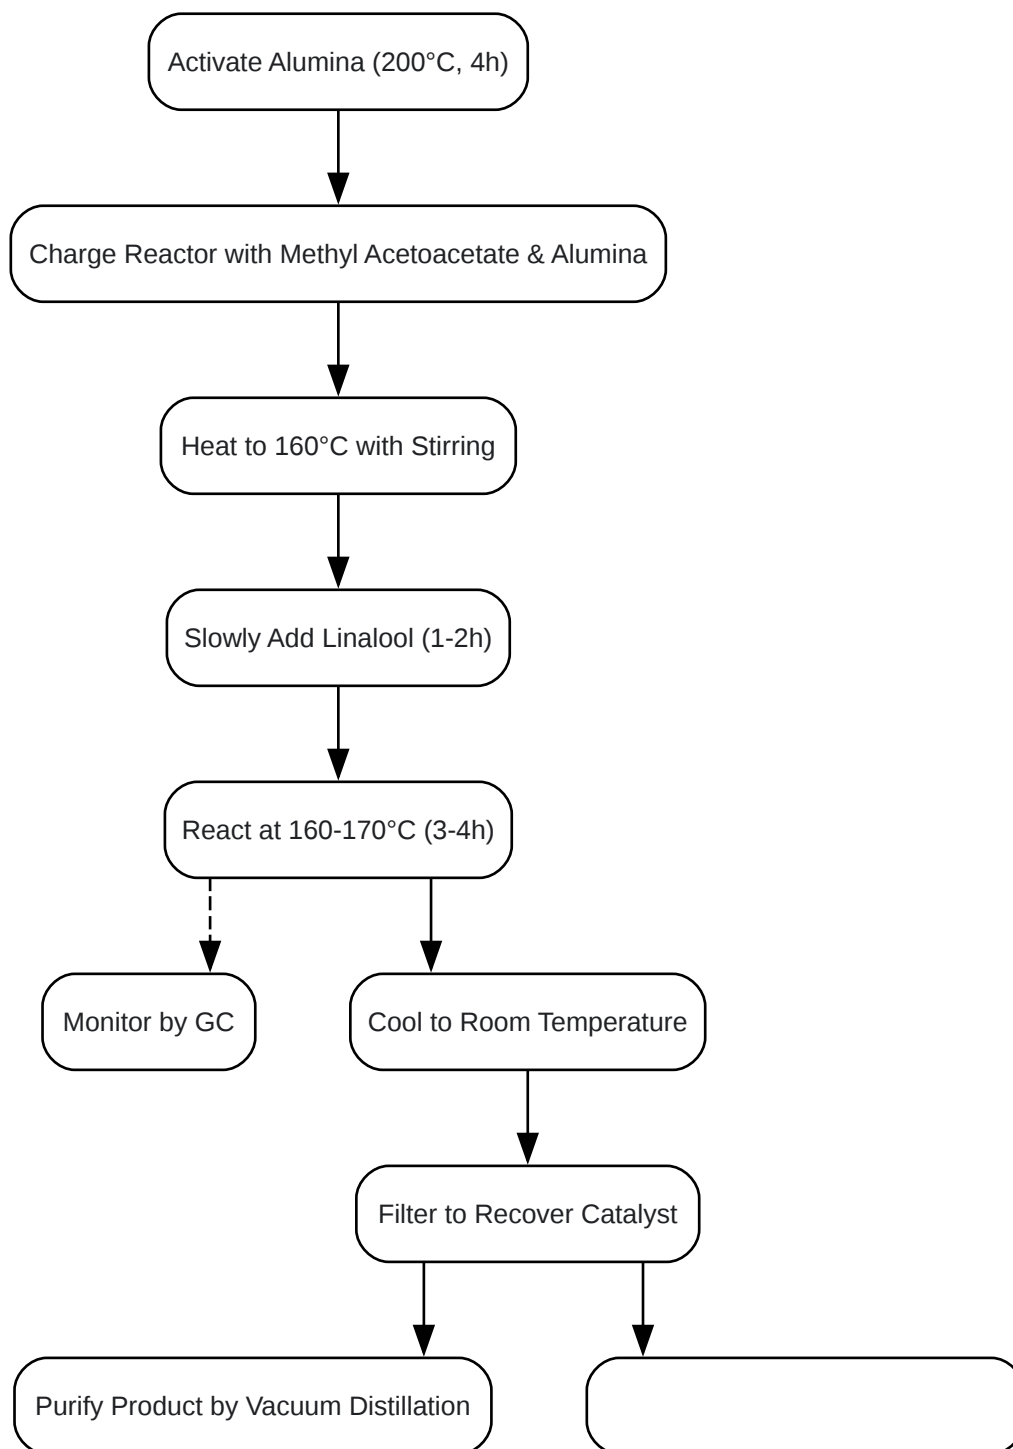 Activate Alumina (200°C, 4h)
Charge Reactor with Methyl Acetoacetate & Alumina
Heat to 160°C with Stirring
Slowly Add Linalool (1-2h)
React at 160-170°C (3-4h)
Monitor by GC
Cool to Room Temperature
Filter to Recover Catalyst
Purify Product by Vacuum Distillation